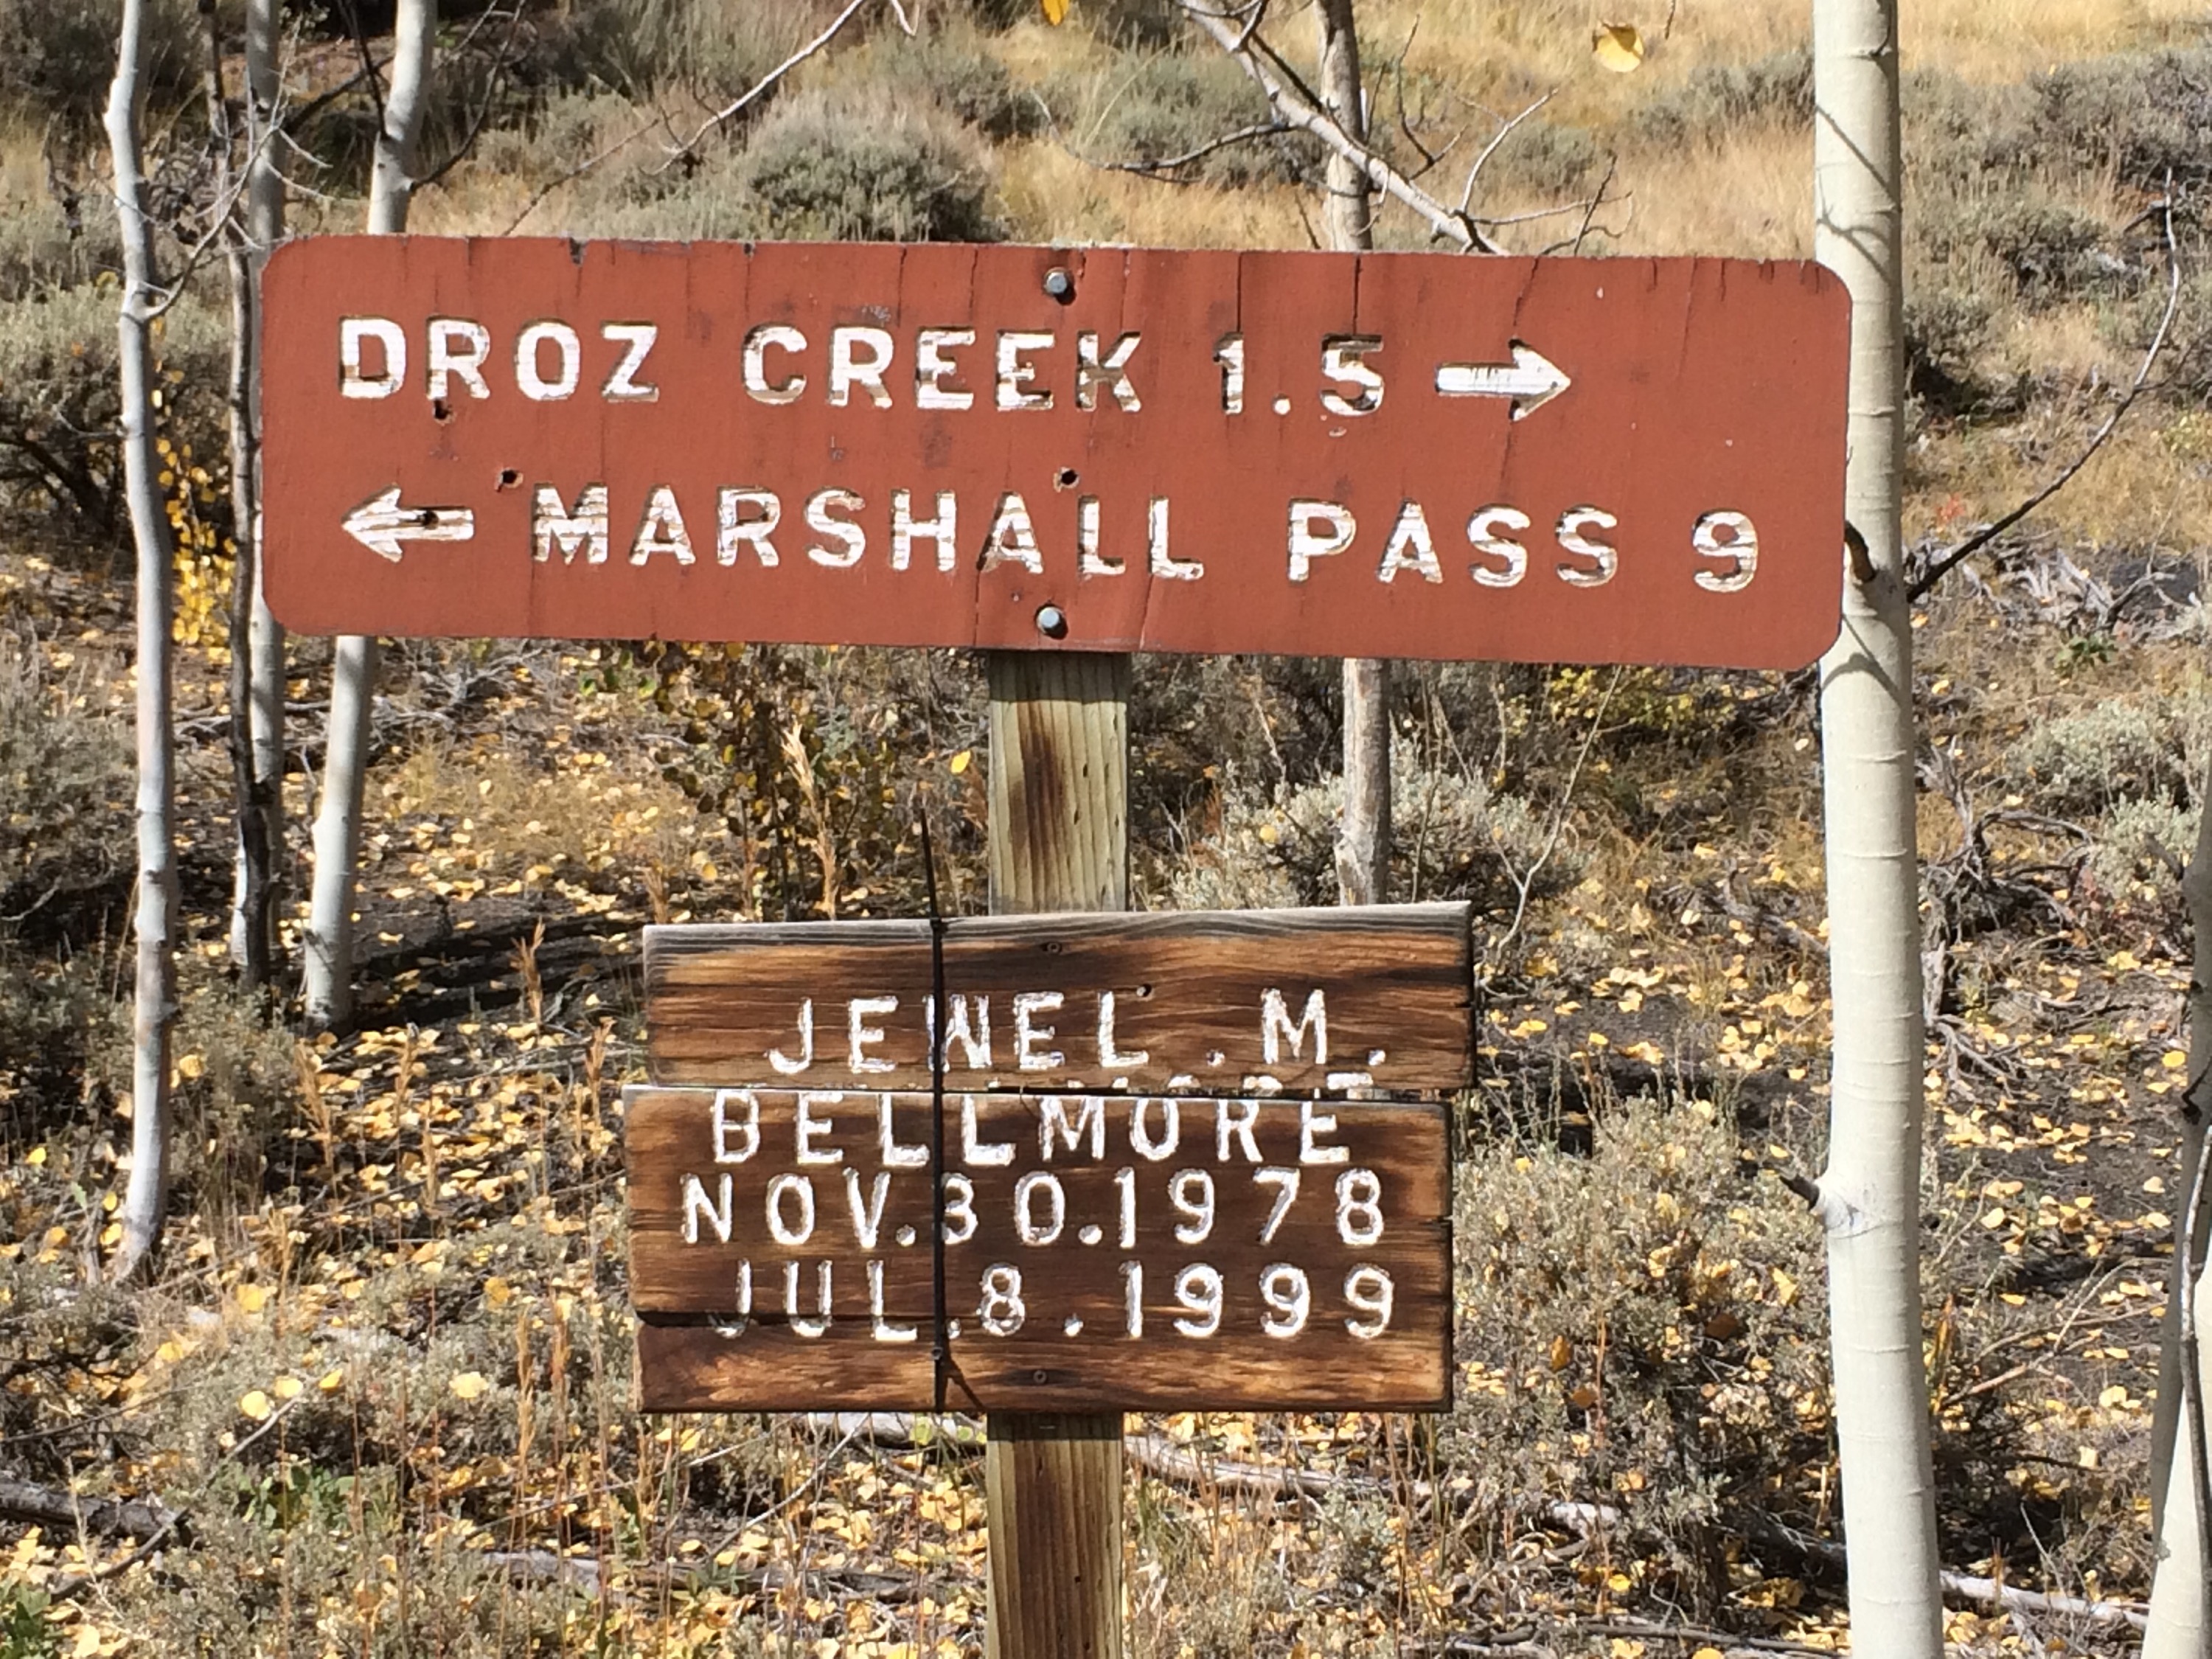 DROZ CREEK 1.5 →
← MARSHALL PASS 9
JEWEL . M.
BELLMORE
NOV.30.1978
JUL.8.1999